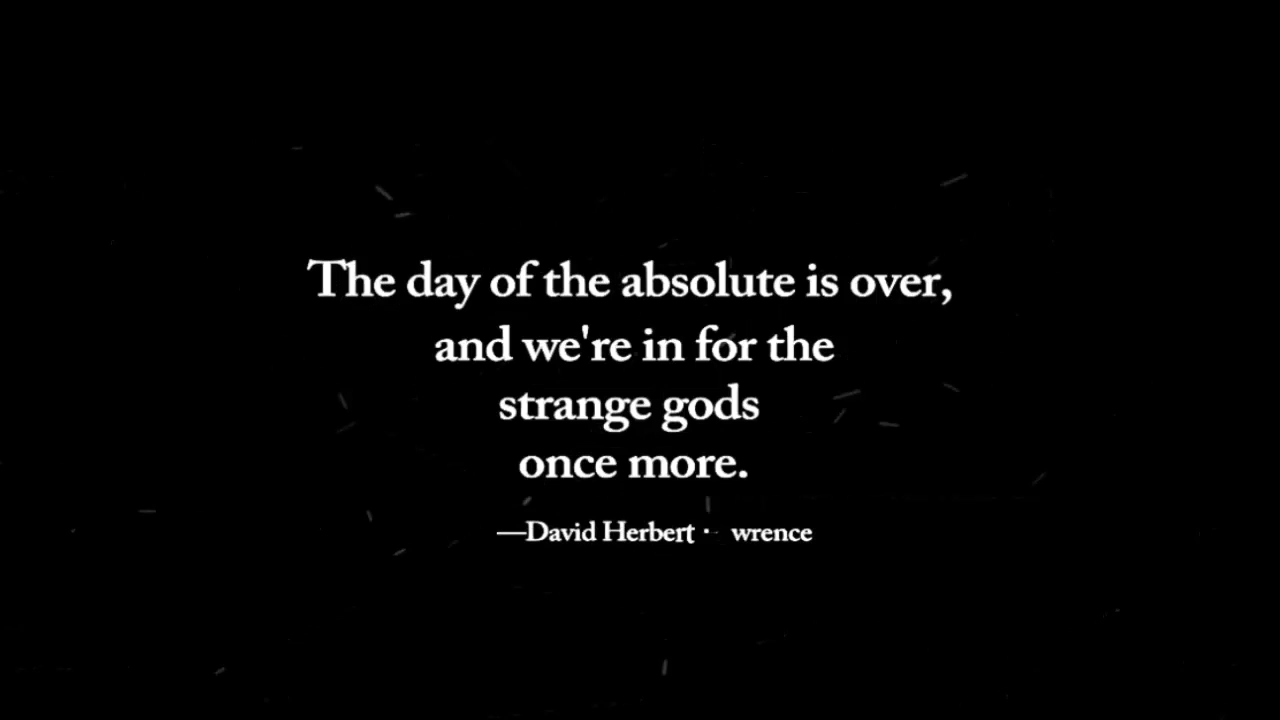 The day of the absolute is over,
and we're in for the
strange gods
once more.
—David Herbert wrence